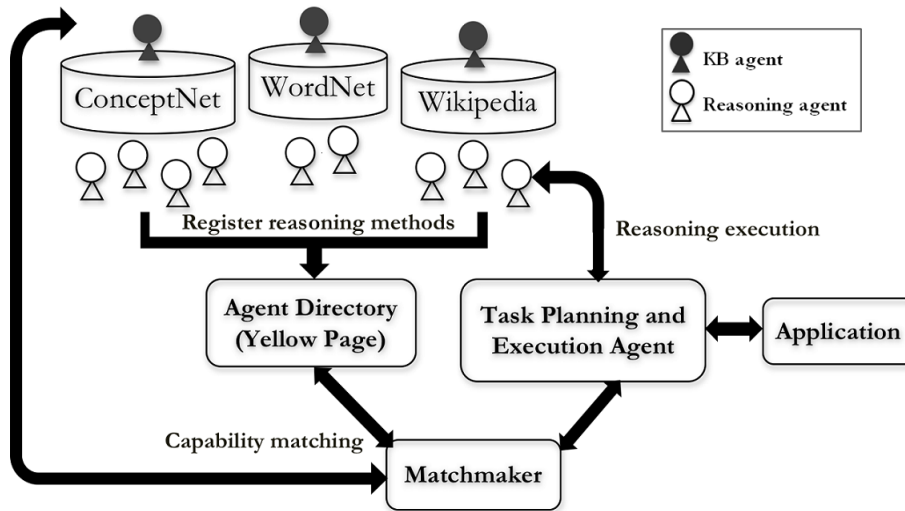 ConceptNet
WordNet
Wikipedia
KB agent
Reasoning agent
Register reasoning methods
Reasoning execution
Agent Directory
(Yellow Page)
Task Planning and
Execution Agent
Application
Capability matching
Matchmaker